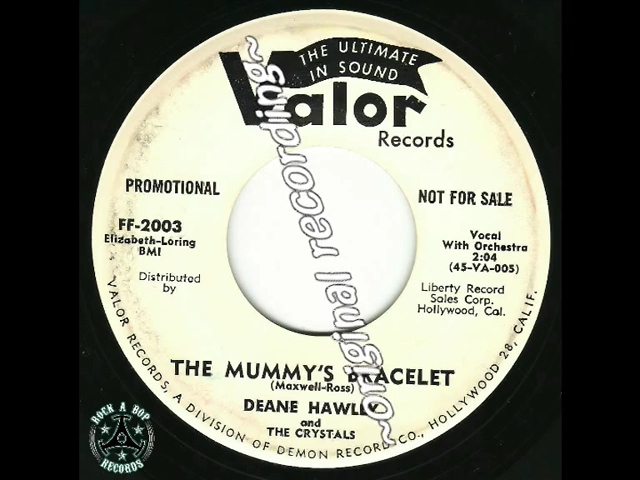 THE ULTIMATE
IN SOUND
Valor
Records
PROMOTIONAL
NOT FOR SALE
FF-2003
Elizabeth-Loring
BMI
Vocal
With Orchestra
2:04
(45-VA-005)
Distributed
by
Liberty Record
Sales Corp.
Hollywood, Cal.
~original recording~
THE MUMMY'S BRACELET
(Maxwell-Ross)
DEANE HAWLEY
and
THE CRYSTALS
VALOR RECORDS, A DIVISION OF DEMON RECORD CO., HOLLYWOOD 28, CALIF.
ROCK A BOP
RECORDS